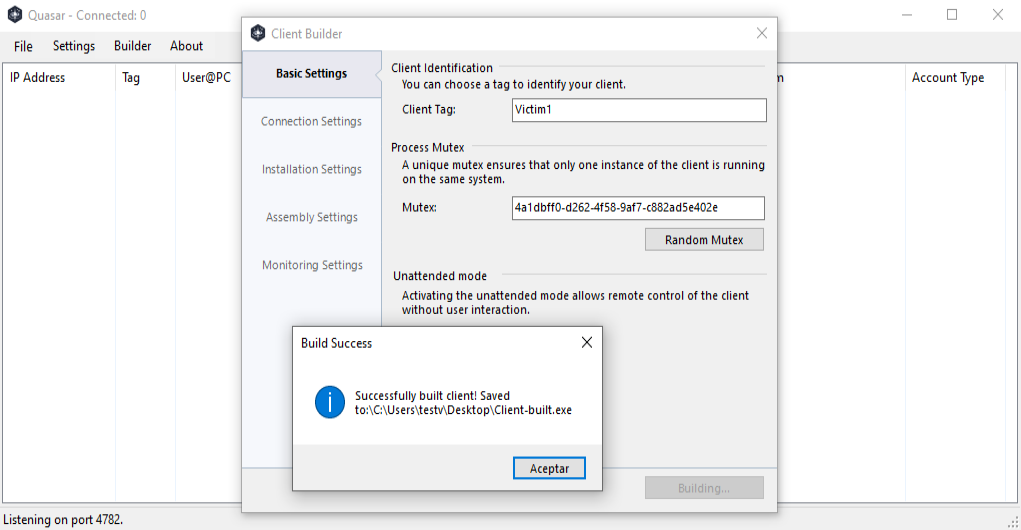 Quasar - Connected: 0
File Settings Builder About
IP Address Tag User@PC Account Type
Client Builder
Basic Settings
Connection Settings
Installation Settings
Assembly Settings
Monitoring Settings
Client Identification
You can choose a tag to identify your client.
Client Tag: Victim1
Process Mutex
A unique mutex ensures that only one instance of the client is running
on the same system.
Mutex: 4a1dbff0-d262-4f58-9af7-c882ad5e402e
Random Mutex
Unattended mode
Activating the unattended mode allows remote control of the client
without user interaction.
Build Success
Successfully built client! Saved
to:\C:\Users\testv\Desktop\Client-built.exe
Aceptar
Building...
Listening on port 4782.